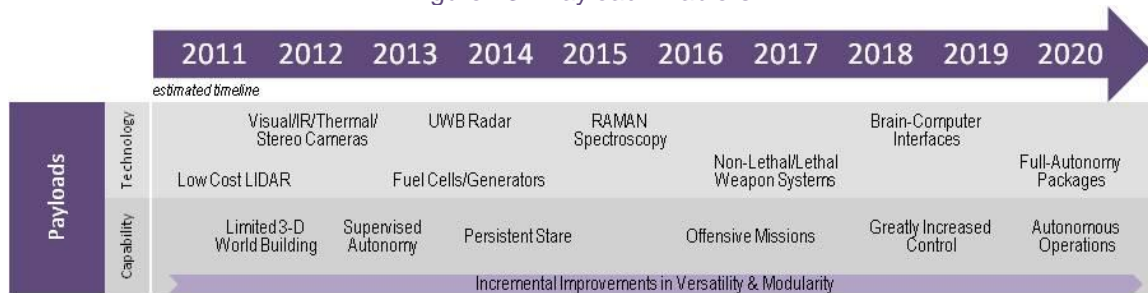 2011 2012 2013 2014 2015 2016 2017 2018 2019 2020
estimated timeline
Payloads
Technology
Visual/IR/Thermal/
Stereo Cameras
UWB Radar
RAMAN
Spectroscopy
Brain-Computer
Interfaces
Low Cost LIDAR
Fuel Cells/Generators
Non-Lethal/Lethal
Weapon Systems
Full-Autonomy
Packages
Capability
Limited 3-D
World Building
Supervised
Autonomy
Persistent Stare
Offensive Missions
Greatly Increased
Control
Autonomous
Operations
Incremental Improvements in Versatility & Modularity